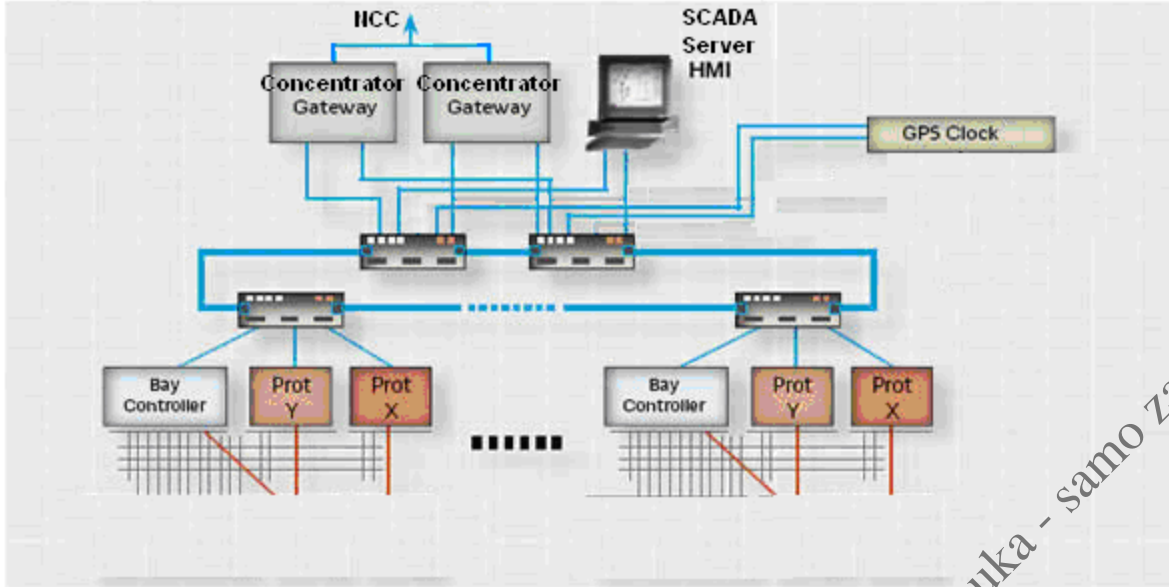 NCC
SCADA
Server
HMI
Concentrator
Gateway
Concentrator
Gateway
GPS Clock
Bay
Controller
Prot
Y
Prot
X
Bay
Controller
Prot
Y
Prot
X
- samo za